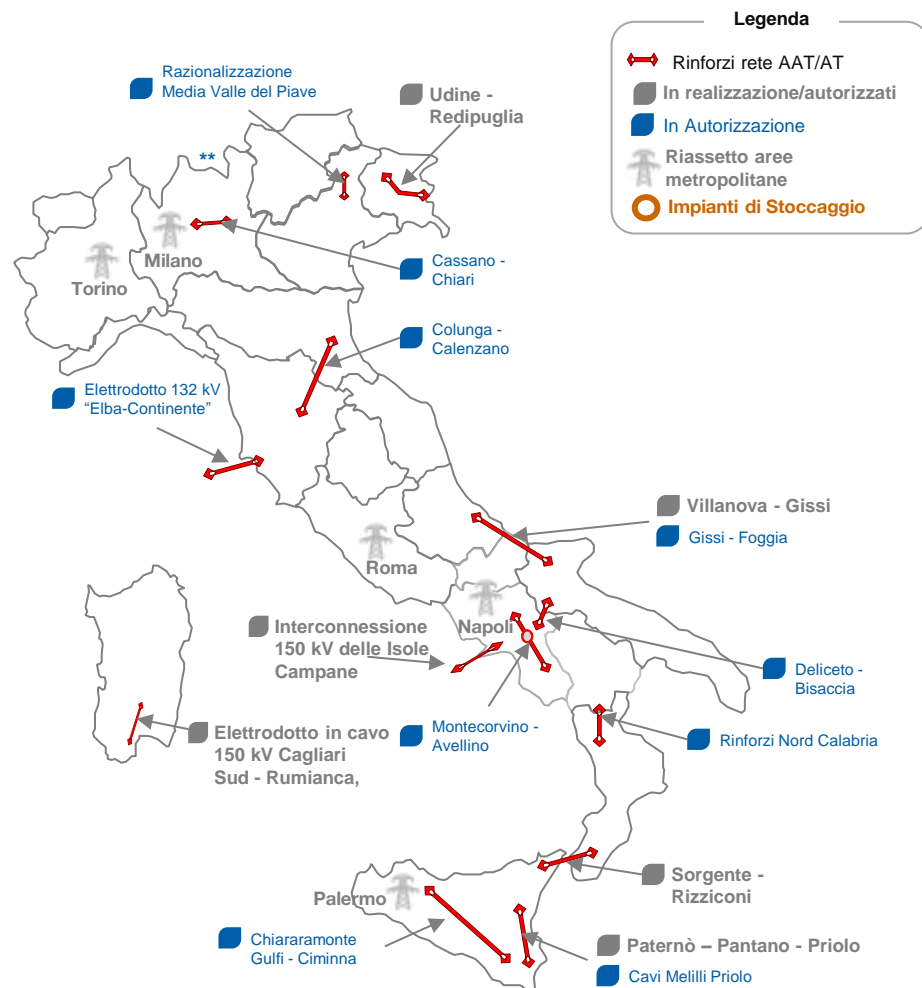 Legenda
Rinforzi rete AAT/AT
In realizzazione/autorizzati
In Autorizzazione
Riassetto aree
metropolitane
Impianti di Stoccaggio
Razionalizzazione
Media Valle del Piave
Udine -
Redipuglia
**
Milano
Torino
Cassano -
Chiari
Colunga -
Calenzano
Elettrodotto 132 kV
“Elba-Continente”
Villanova - Gissi
Gissi - Foggia
Roma
Napoli
Interconnessione
150 kV delle Isole
Campane
Deliceto -
Bisaccia
Elettrodotto in cavo
150 kV Cagliari
Sud - Rumianca,
Montecorvino -
Avellino
Rinforzi Nord Calabria
Sorgente -
Rizziconi
Palermo
Chiararamonte
Gulfi - Ciminna
Paternò – Pantano - Priolo
Cavi Melilli Priolo